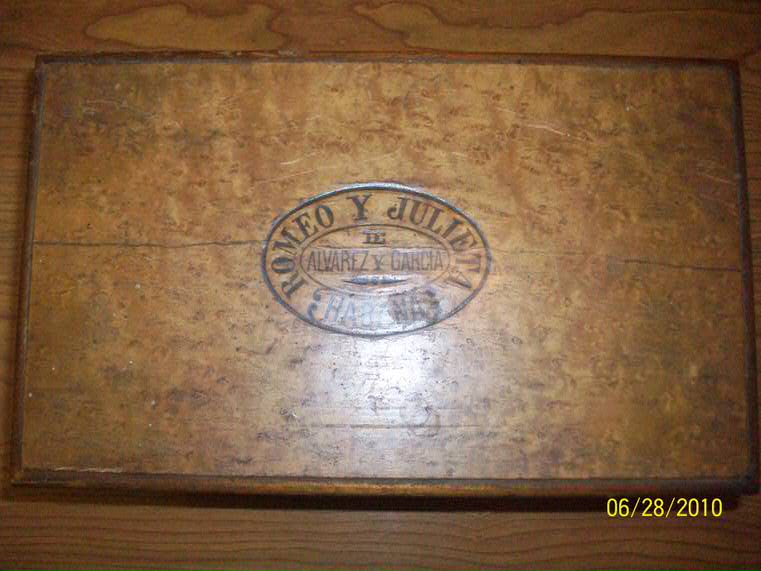 ROMEO Y JULIETA
DE
ALVAREZ Y GARCIA
HABANA
06/28/2010